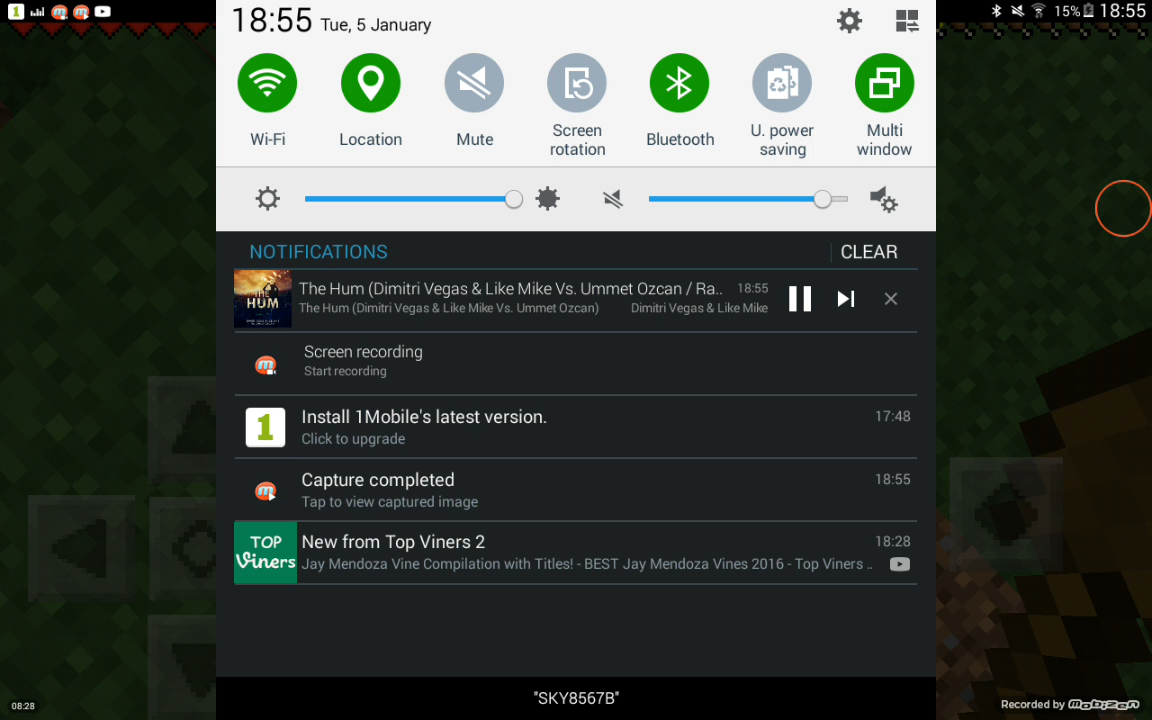 1
15%
18:55
18:55 Tue, 5 January
Wi-Fi
Location
Mute
Screen
rotation
Bluetooth
U. power
saving
Multi
window
NOTIFICATIONS
CLEAR
THE
HUM
The Hum (Dimitri Vegas & Like Mike Vs. Ummet Ozcan / Ra..
18:55
The Hum (Dimitri Vegas & Like Mike Vs. Ummet Ozcan)
Dimitri Vegas & Like Mike
m
Screen recording
Start recording
1
Install 1Mobile's latest version.
17:48
Click to upgrade
m
Capture completed
18:55
Tap to view captured image
TOP
Viners
New from Top Viners 2
18:28
Jay Mendoza Vine Compilation with Titles! - BEST Jay Mendoza Vines 2016 - Top Viners ..
"SKY8567B"
08:28
Recorded by mobizen